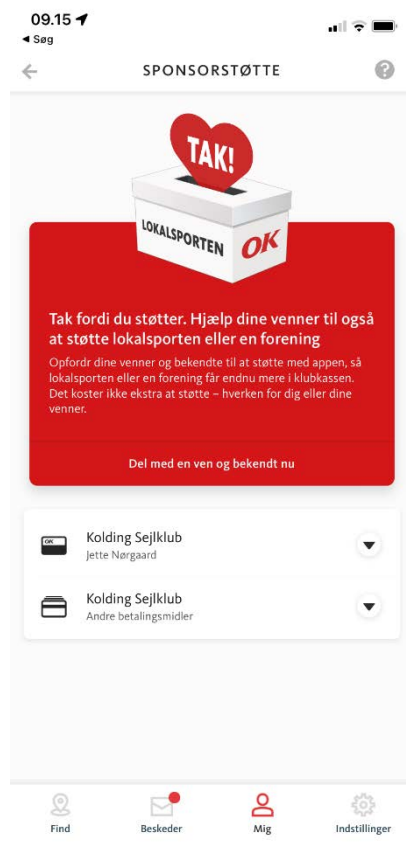 09.15
Søg
SPONSORSTØTTE
?
TAK!
LOKALSPORTEN
OK
Tak fordi du støtter. Hjælp dine venner til også
at støtte lokalsporten eller en forening
Opfordr dine venner og bekendte til at støtte med appen, så
lokalsporten eller en forening får endnu mere i klubkassen.
Det koster ikke ekstra at støtte – hverken for dig eller dine
venner.
Del med en ven og bekendt nu
OK
Kolding Sejlklub
Jette Nørgaard
Kolding Sejlklub
Andre betalingsmidler
Find
Beskeder
Mig
Indstillinger